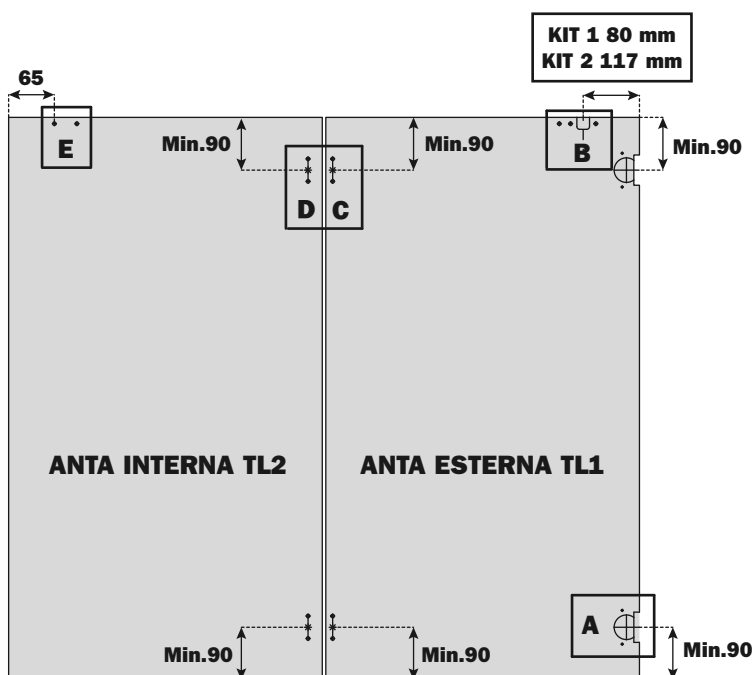 KIT 1 80 mm
KIT 2 117 mm
65
E
Min.90
Min.90
B
Min.90
D
C
ANTA INTERNA TL2
ANTA ESTERNA TL1
A
Min.90
Min.90
Min.90